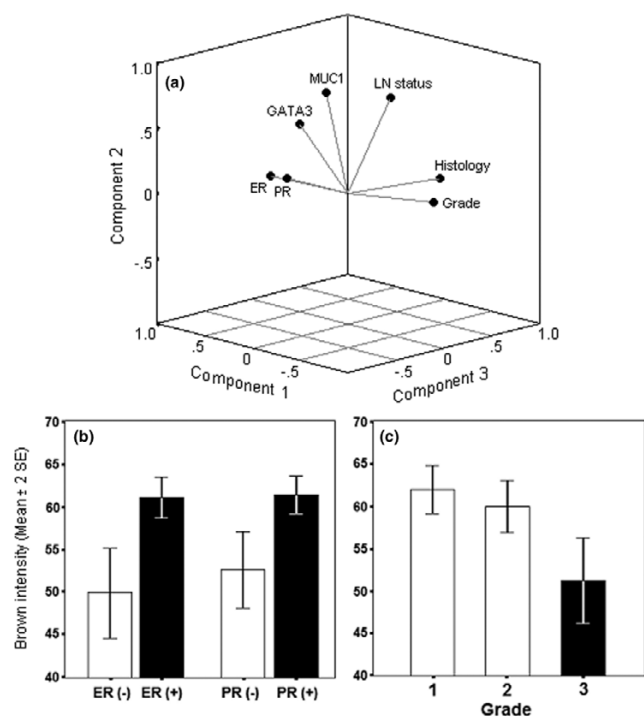 (a)
MUC1
LN status
GATA3
ER
PR
Histology
Grade
Component 2
1.0
.5
0
-.5
1.0
.5
0
-.5
Component 1
-.5
0
.5
1.0
Component 3
(b)
Brown intensity (Mean ± 2 SE)
70
65
60
55
50
45
40
ER (-) ER (+) PR (-) PR (+)
(c)
70
65
60
55
50
45
40
1 2 3
Grade